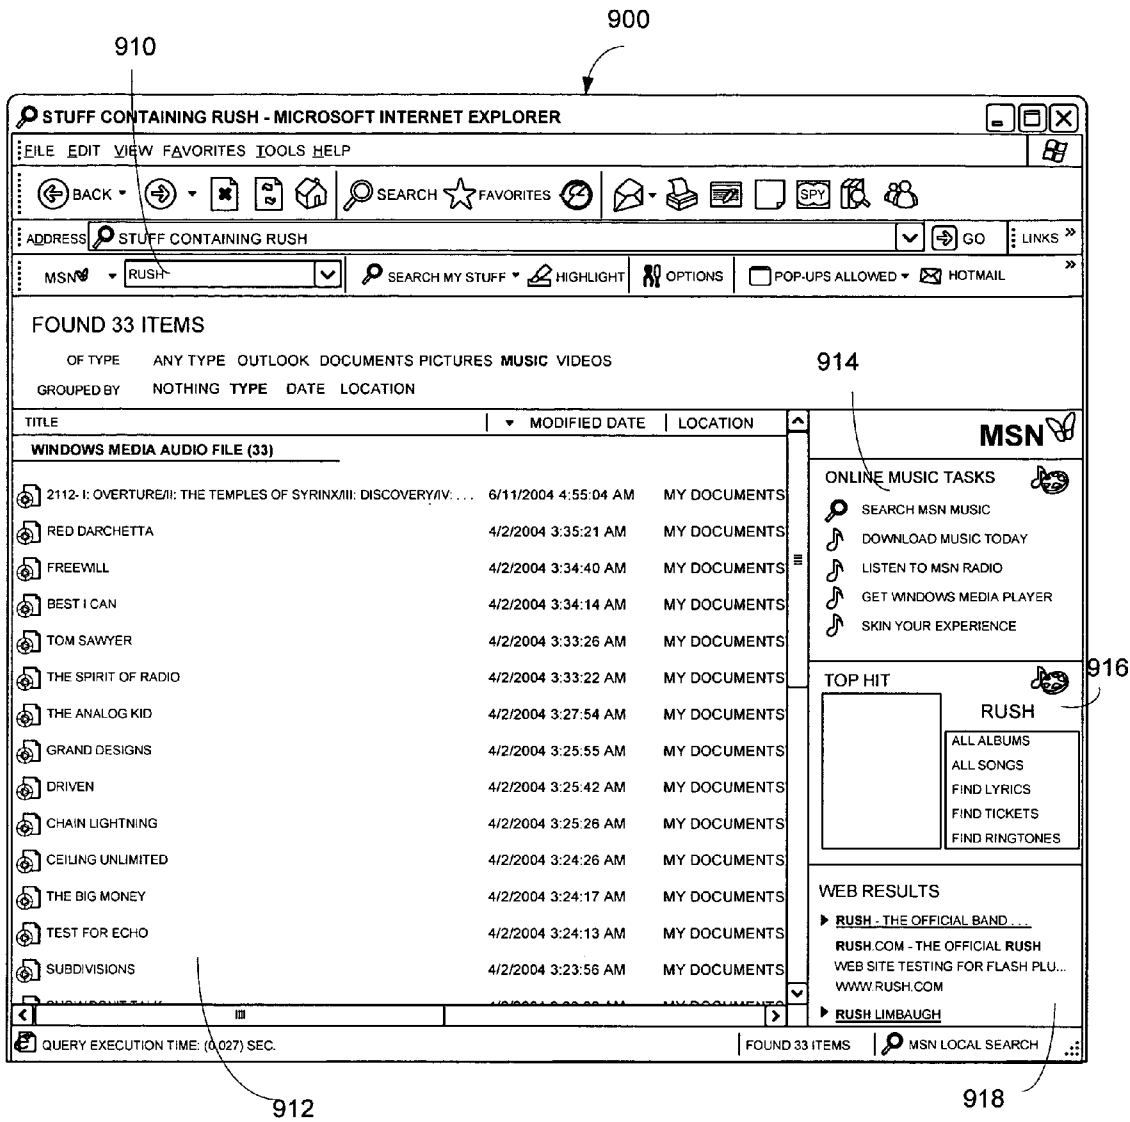 900
910
STUFF CONTAINING RUSH - MICROSOFT INTERNET EXPLORER
FILE EDIT VIEW FAVORITES TOOLS HELP
BACK SEARCH FAVORITES SPY
ADDRESS STUFF CONTAINING RUSH GO LINKS »
MSN RUSH SEARCH MY STUFF HIGHLIGHT OPTIONS POP-UPS ALLOWED HOTMAIL »
FOUND 33 ITEMS
OF TYPE ANY TYPE OUTLOOK DOCUMENTS PICTURES MUSIC VIDEOS
GROUPED BY NOTHING TYPE DATE LOCATION
914
TITLE MODIFIED DATE LOCATION
WINDOWS MEDIA AUDIO FILE (33)
2112- I: OVERTURE/II: THE TEMPLES OF SYRINX/III: DISCOVERY/IV: ... 6/11/2004 4:55:04 AM MY DOCUMENTS
RED DARCHETTA 4/2/2004 3:35:21 AM MY DOCUMENTS
FREEWILL 4/2/2004 3:34:40 AM MY DOCUMENTS
BEST I CAN 4/2/2004 3:34:14 AM MY DOCUMENTS
TOM SAWYER 4/2/2004 3:33:26 AM MY DOCUMENTS
THE SPIRIT OF RADIO 4/2/2004 3:33:22 AM MY DOCUMENTS
THE ANALOG KID 4/2/2004 3:27:54 AM MY DOCUMENTS
GRAND DESIGNS 4/2/2004 3:25:55 AM MY DOCUMENTS
DRIVEN 4/2/2004 3:25:42 AM MY DOCUMENTS
CHAIN LIGHTNING 4/2/2004 3:25:26 AM MY DOCUMENTS
CEILING UNLIMITED 4/2/2004 3:24:26 AM MY DOCUMENTS
THE BIG MONEY 4/2/2004 3:24:17 AM MY DOCUMENTS
TEST FOR ECHO 4/2/2004 3:24:13 AM MY DOCUMENTS
SUBDIVISIONS 4/2/2004 3:23:56 AM MY DOCUMENTS
MSN
ONLINE MUSIC TASKS
SEARCH MSN MUSIC
DOWNLOAD MUSIC TODAY
LISTEN TO MSN RADIO
GET WINDOWS MEDIA PLAYER
SKIN YOUR EXPERIENCE
916
TOP HIT
RUSH
ALL ALBUMS
ALL SONGS
FIND LYRICS
FIND TICKETS
FIND RINGTONES
WEB RESULTS
RUSH - THE OFFICIAL BAND ...
RUSH.COM - THE OFFICIAL RUSH
WEB SITE TESTING FOR FLASH PLU...
WWW.RUSH.COM
RUSH LIMBAUGH
QUERY EXECUTION TIME: (0.027) SEC. FOUND 33 ITEMS MSN LOCAL SEARCH
912
918